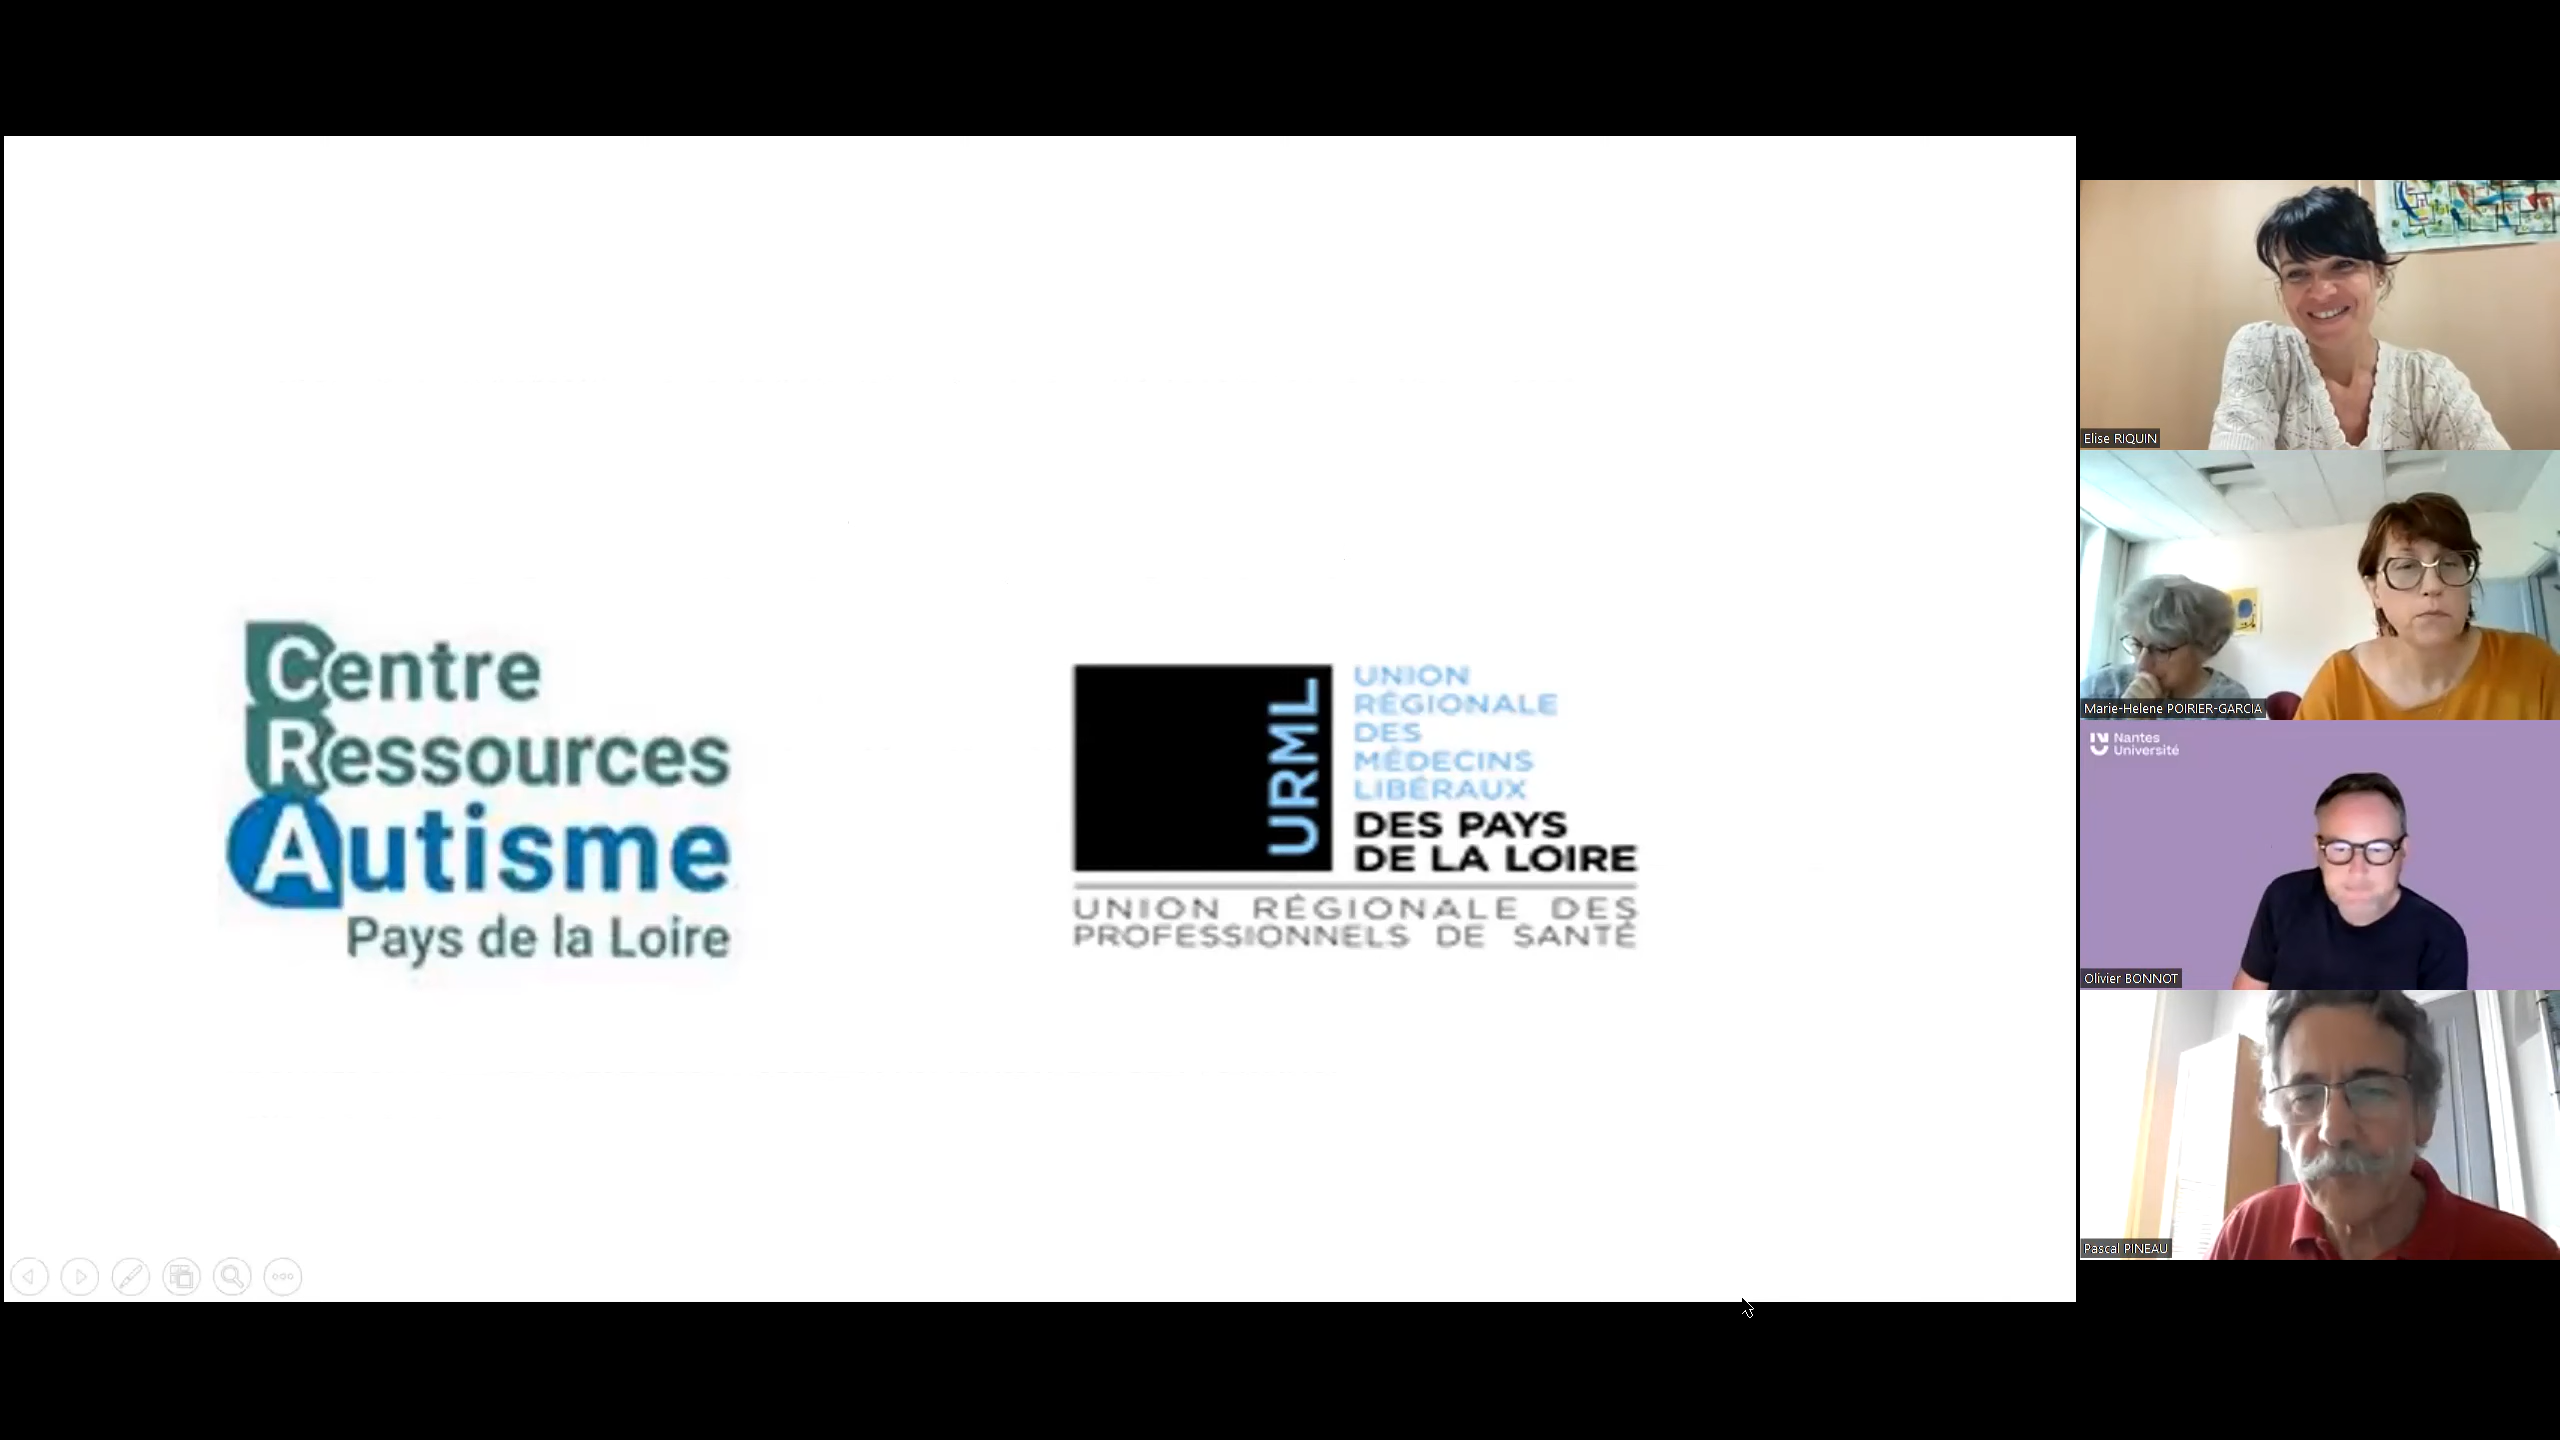 Centre
Ressources
Autisme
Pays de la Loire
URML
UNION
RÉGIONALE
DES
MÉDECINS
LIBÉRAUX
DES PAYS
DE LA LOIRE
UNION RÉGIONALE DES
PROFESSIONNELS DE SANTÉ
Elise RIQUIN
Marie-Helene POIRIER-GARCIA
Nantes
Université
Olivier BONNOT
Pascal PINEAU